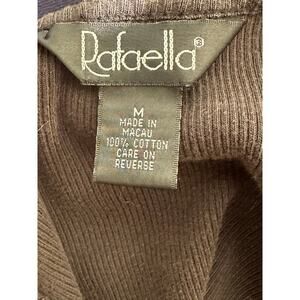 Rafaella®
M
MADE IN
MACAU
100% COTTON
CARE ON
REVERSE